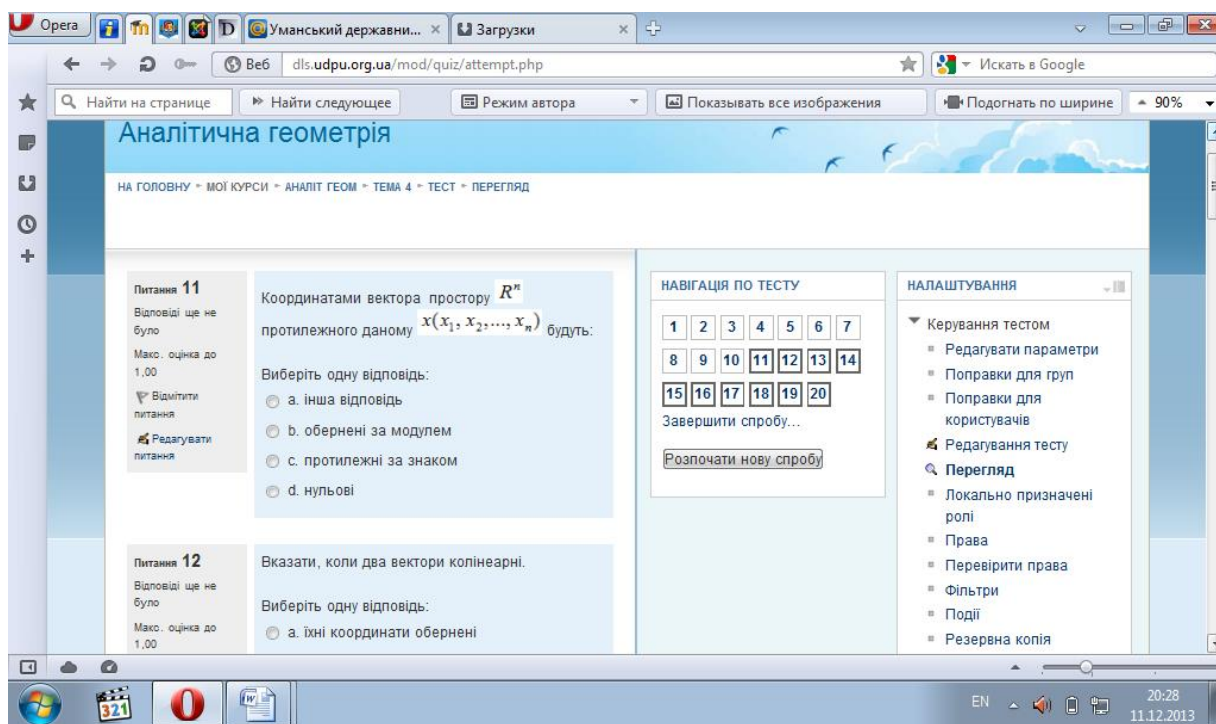 Opera
Уманський державни... ×
Загрузки ×
Веб dls.udpu.org.ua/mod/quiz/attempt.php
Искать в Google
Найти на странице
Найти следующее
Режим автора
Показывать все изображения
Подогнать по ширине
90%
Аналітична геометрія
НА ГОЛОВНУ ► МОЇ КУРСИ ► АНАЛІТ ГЕОМ ► ТЕМА 4 ► ТЕСТ ► ПЕРЕГЛЯД
Питання 11
Відповіді ще не
було
Макс. оцінка до
1,00
Відмітити
питання
Редагувати
питання
Координатами вектора простору Rⁿ
протилежного даному x(x₁, x₂,..., xₙ) будуть:
Виберіть одну відповідь:
a. інша відповідь
b. обернені за модулем
c. протилежні за знаком
d. нульові
Питання 12
Відповіді ще не
було
Макс. оцінка до
1,00
Вказати, коли два вектори колінеарні.
Виберіть одну відповідь:
a. їхні координати обернені
НАВІГАЦІЯ ПО ТЕСТУ
1 2 3 4 5 6 7
8 9 10 11 12 13 14
15 16 17 18 19 20
Завершити спробу...
Розпочати нову спробу
НАЛАШТУВАННЯ
Керування тестом
Редагувати параметри
Поправки для груп
Поправки для
користувачів
Редагування тесту
Перегляд
Локально призначені
ролі
Права
Перевірити права
Фільтри
Події
Резервна копія
321
EN
20:28
11.12.2013